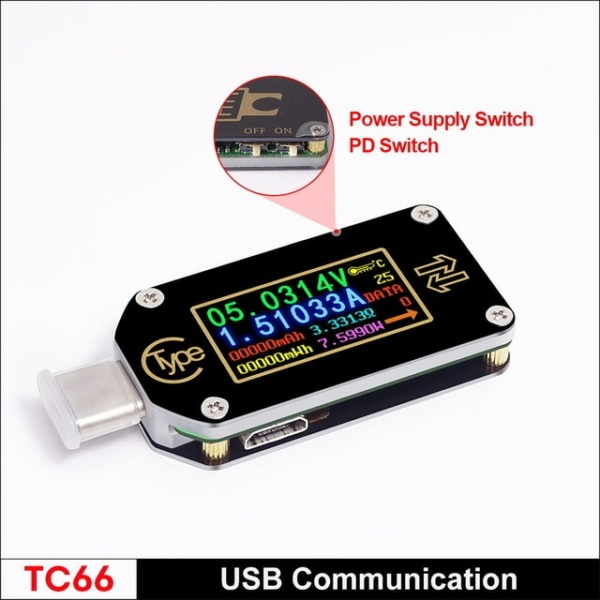 OFF ON
Power Supply Switch
PD Switch
05.0314V
°C
25
1.51033A
DATA
0
00000mAh 3.3313Ω
00000mWh 7.5990W
Type
TC66
USB Communication